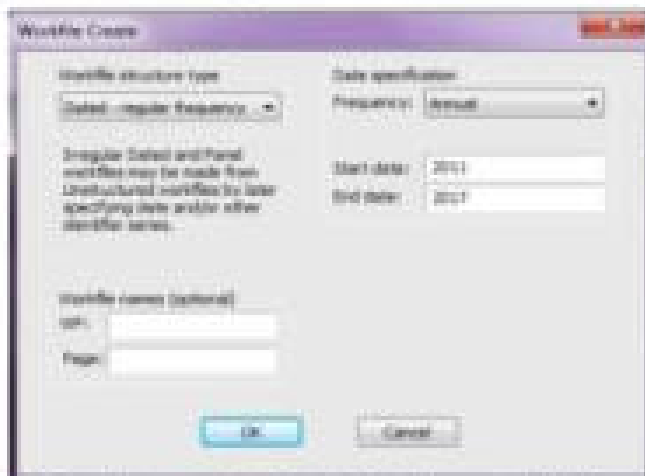 Workfile Create
Workfile structure type
Dated - regular frequency
Irregular Dated and Panel
workfiles may be made from
Unstructured workfiles by later
specifying date and/or other
identifier series.
Date specification
Frequency: Annual
Start date: 2011
End date: 2017
Workfile names (optional)
WF:
Page:
OK
Cancel